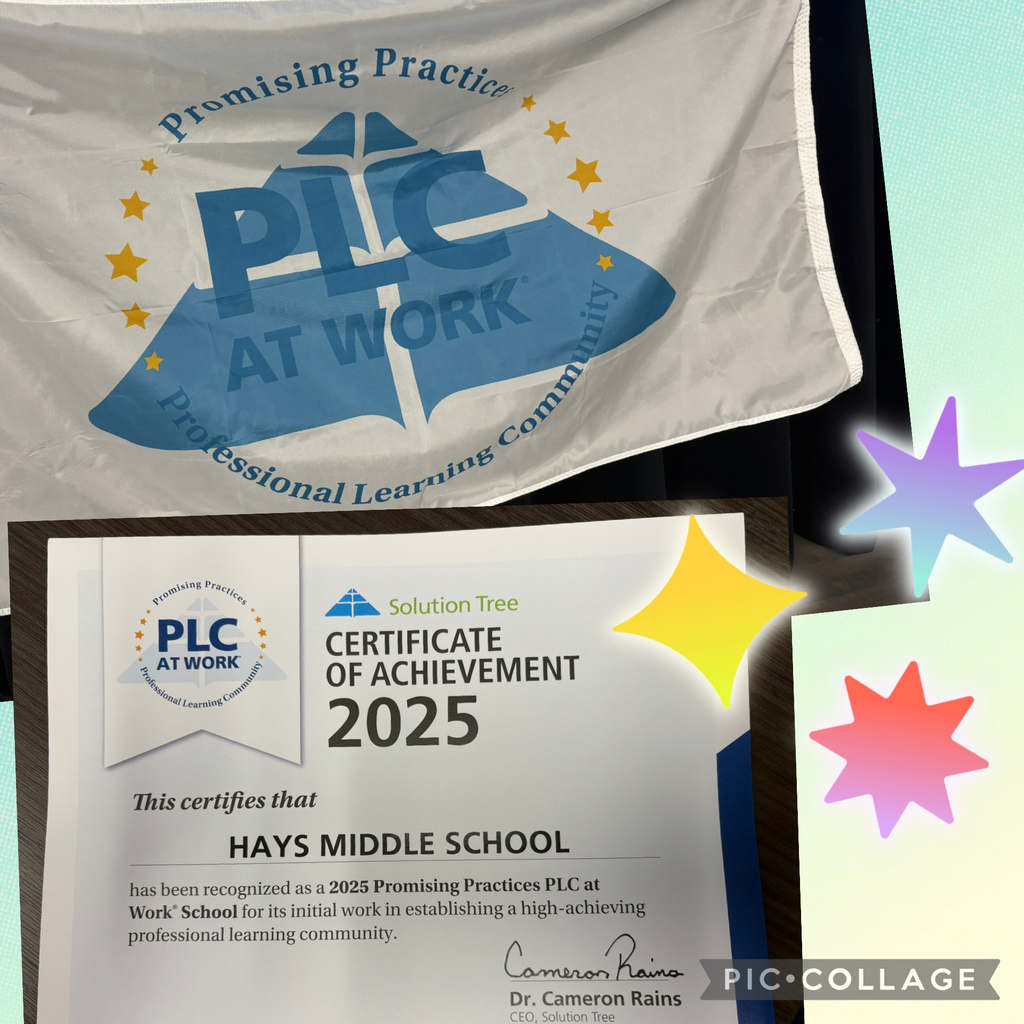 Promising Practices
PLC
AT WORK®
Professional Learning Community
Promising Practices
PLC
AT WORK
Professional Learning Community
Solution Tree
CERTIFICATE
OF ACHIEVEMENT
2025
This certifies that
HAYS MIDDLE SCHOOL
has been recognized as a 2025 Promising Practices PLC at
Work® School for its initial work in establishing a high-achieving
professional learning community.
Cameron Rains
Dr. Cameron Rains
CEO, Solution Tree
PIC•COLLAGE